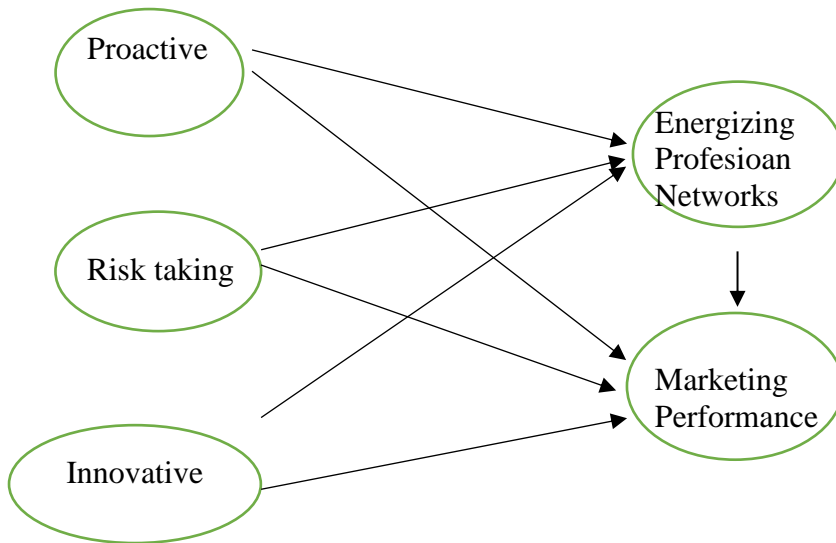 Proactive
Energizing
Profesioan
Networks
Risk taking
Marketing
Performance
Innovative